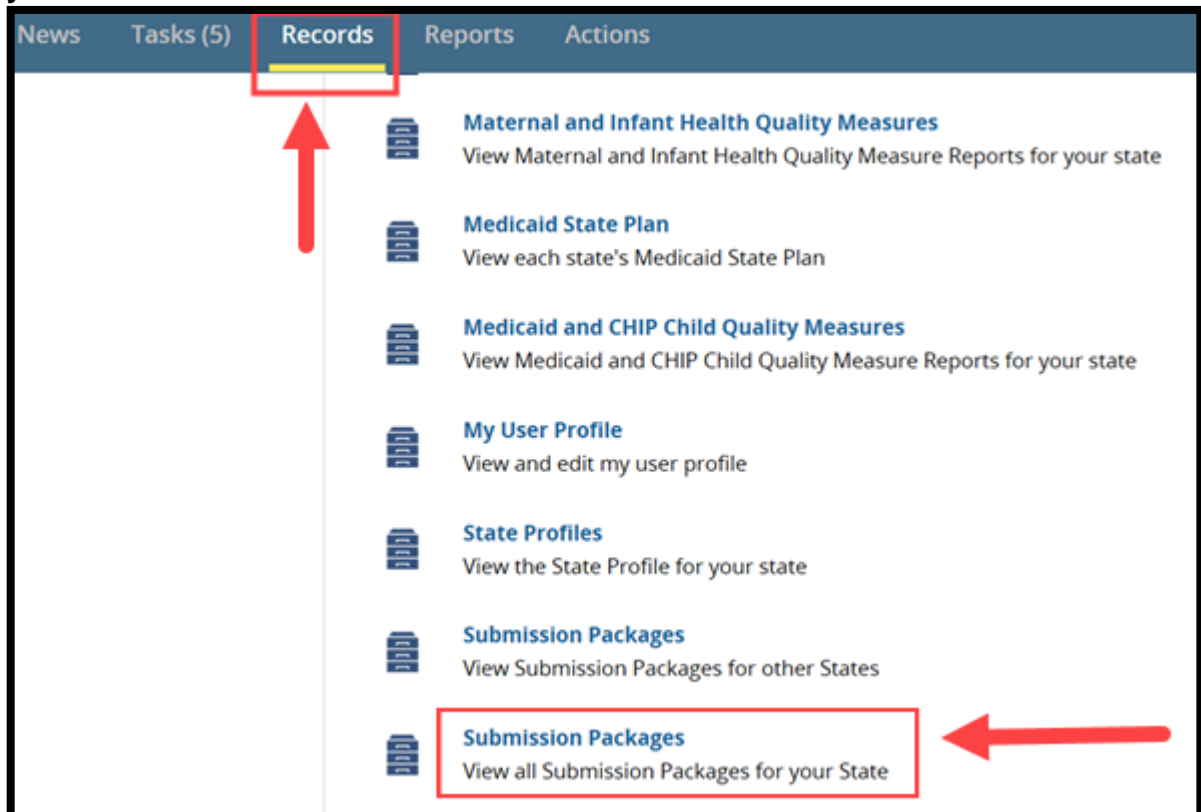 News Tasks (5) Records Reports Actions
Maternal and Infant Health Quality Measures
View Maternal and Infant Health Quality Measure Reports for your state
Medicaid State Plan
View each state's Medicaid State Plan
Medicaid and CHIP Child Quality Measures
View Medicaid and CHIP Child Quality Measure Reports for your state
My User Profile
View and edit my user profile
State Profiles
View the State Profile for your state
Submission Packages
View Submission Packages for other States
Submission Packages
View all Submission Packages for your State